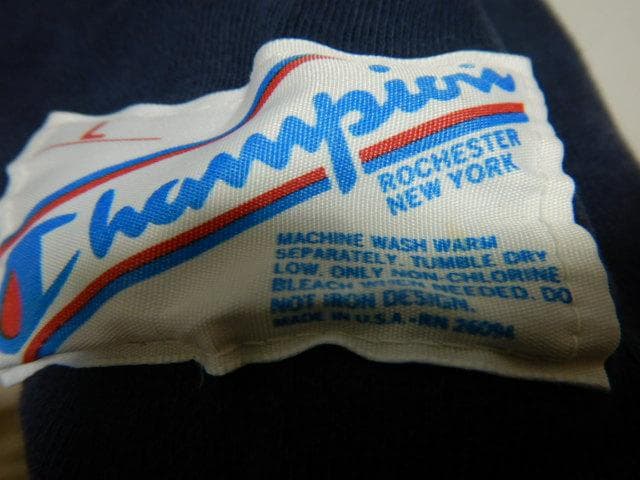 L
Champion
ROCHESTER
NEW YORK
MACHINE WASH WARM
SEPARATELY. TUMBLE DRY
LOW. ONLY NON-CHLORINE
BLEACH WHEN NEEDED. DO
NOT IRON DESIGN.
MADE IN U.S.A.-RN 26094